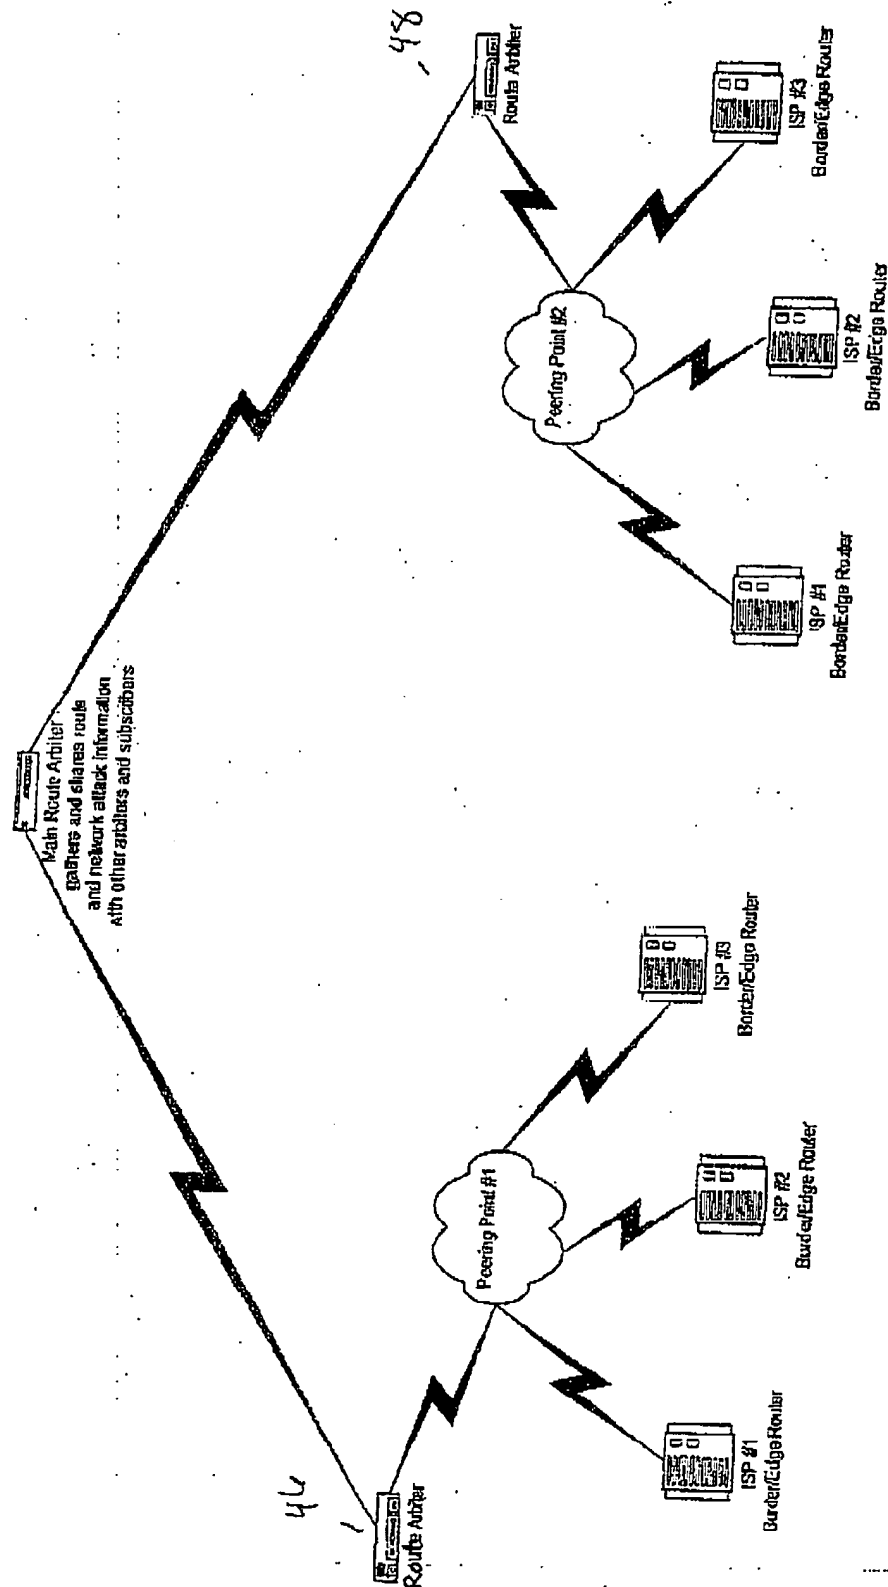 Main Route Arbiter
gathers and shares route
and network attack information
with other arbitors and subscribers
46
Route Arbiter
48
Route Arbiter
Peering Point #1
Peering Point #2
ISP #1
Border/Edge Router
ISP #2
Border/Edge Router
ISP #3
Border/Edge Router
ISP #1
Border/Edge Router
ISP #2
Border/Edge Router
ISP #3
Border/Edge Router